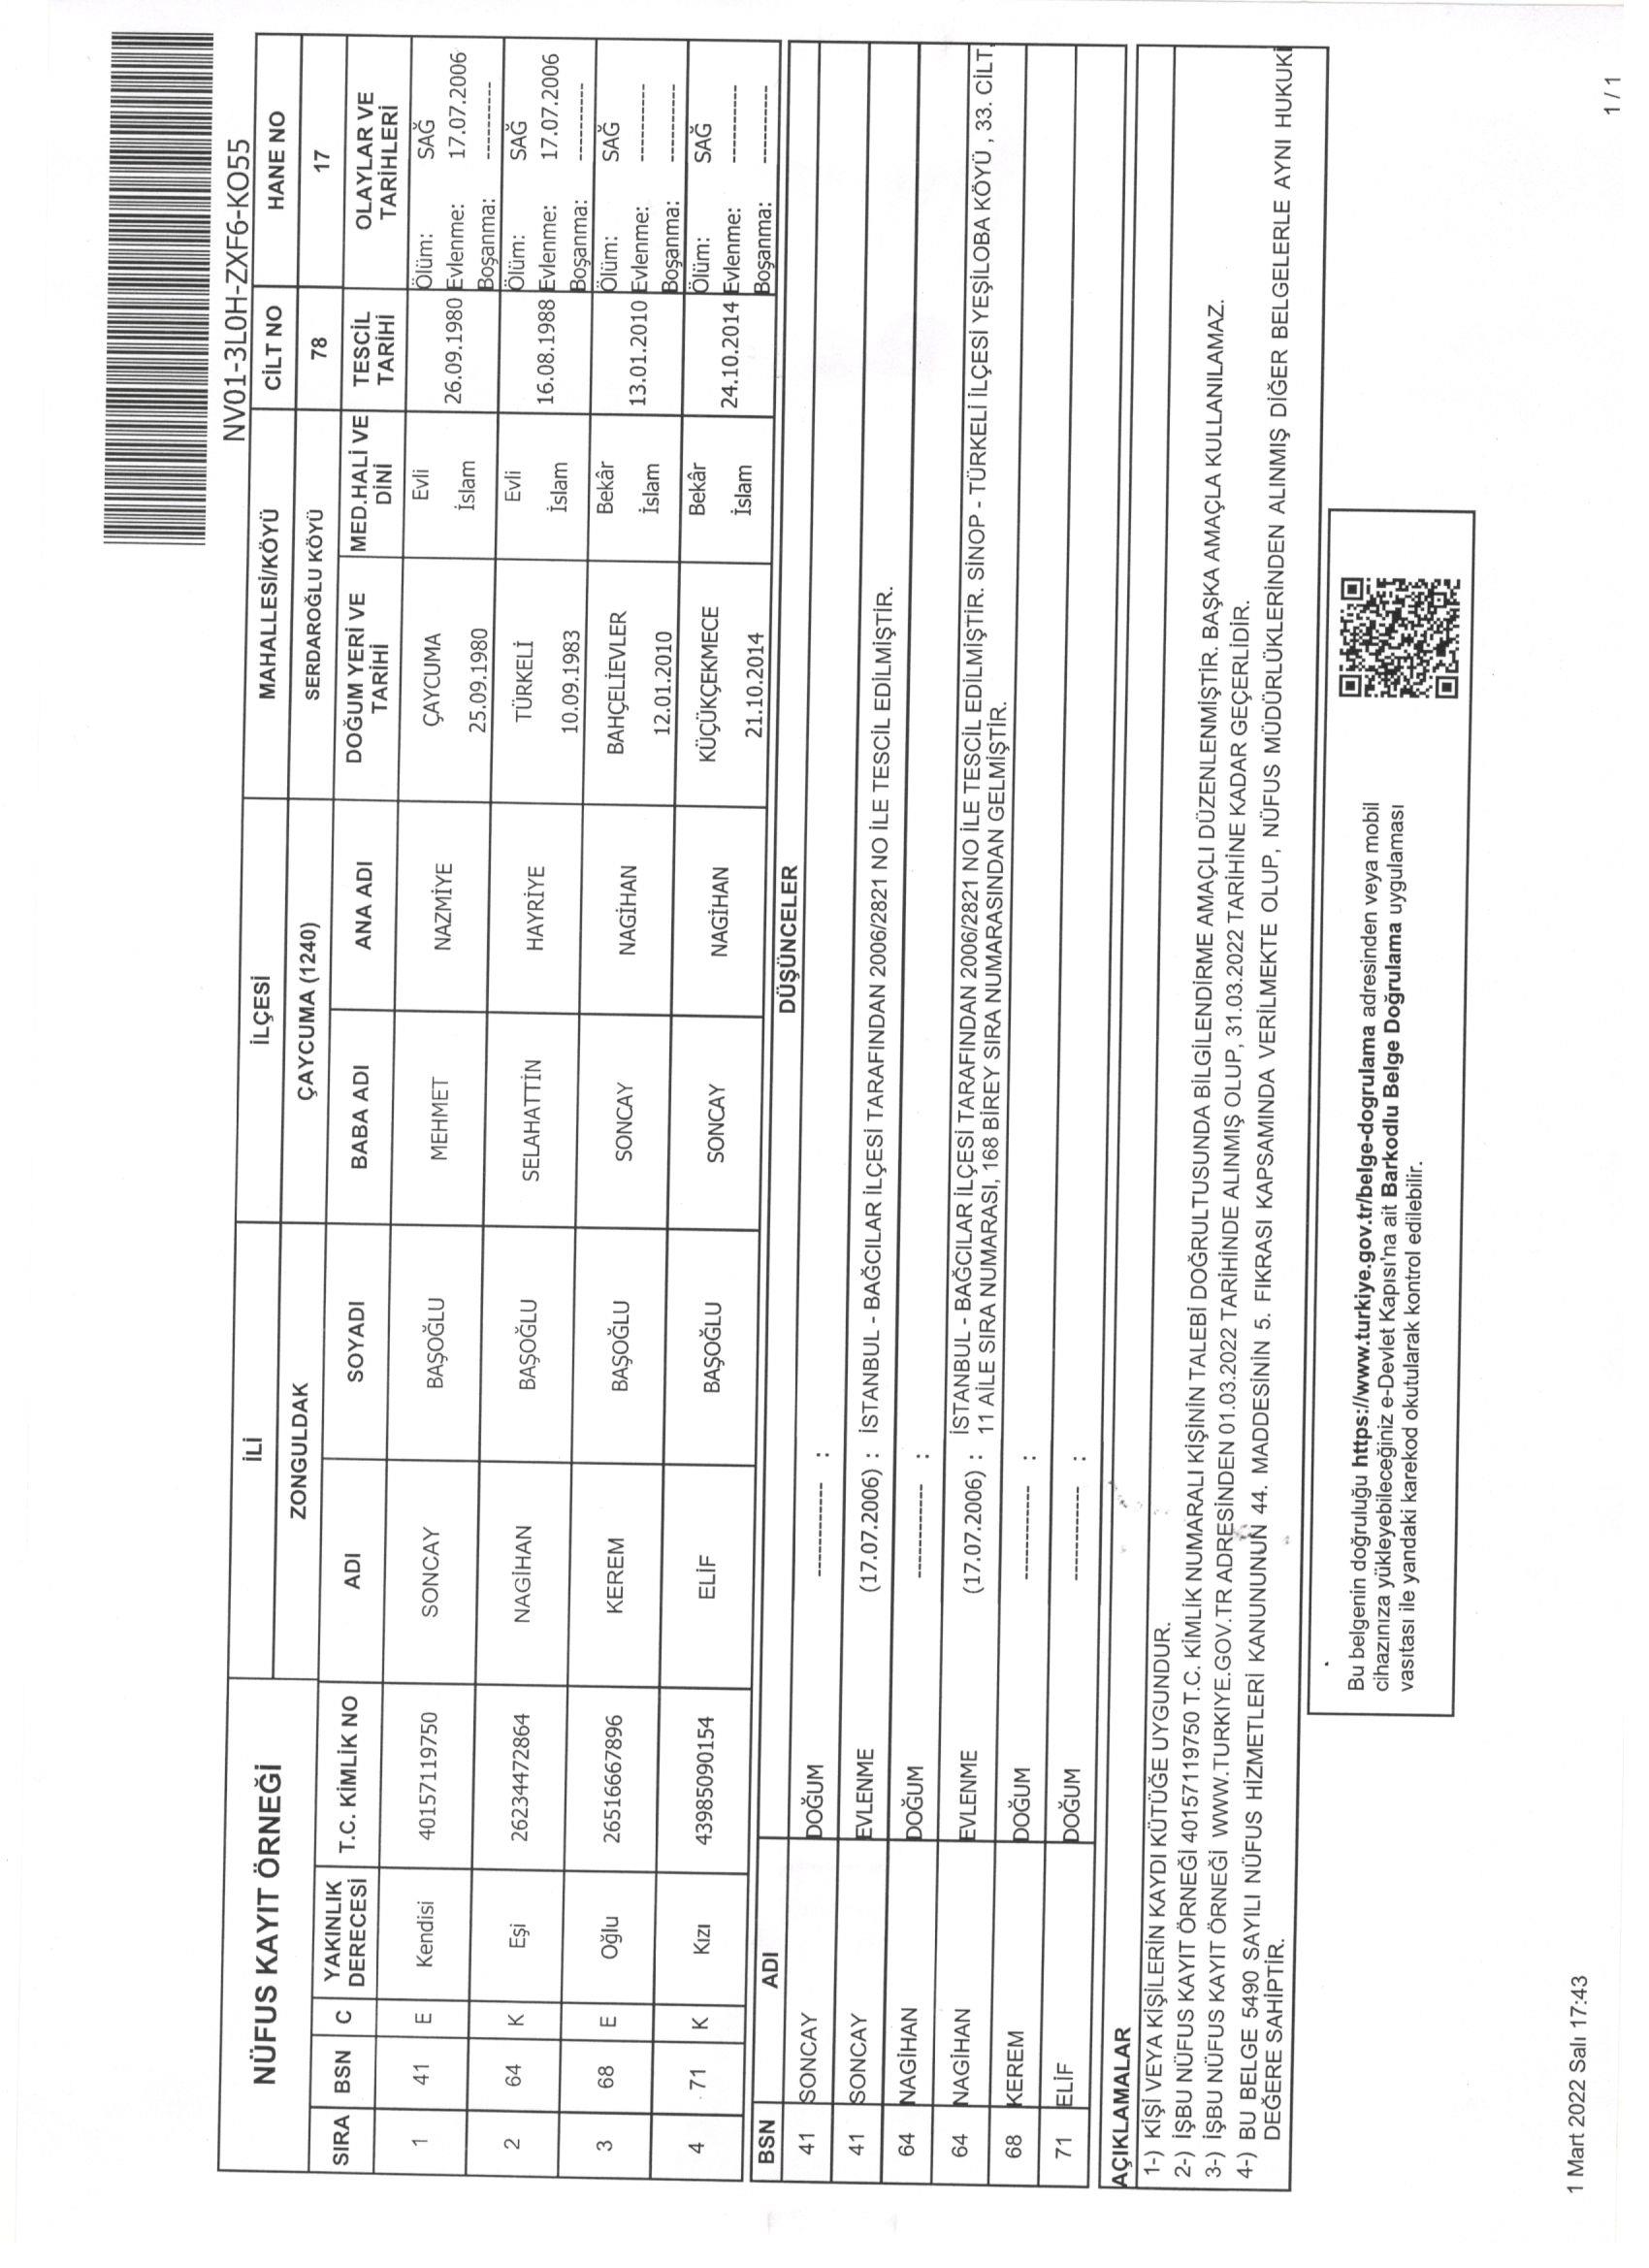 NV01-3L0H-ZXF6-KO55
NÜFUS KAYIT ÖRNEĞİ İLİ İLÇESİ MAHALLESİ/KÖYÜ CİLT NO HANE NO
ZONGULDAK ÇAYCUMA (1240) SERDAROĞLU KÖYÜ 78 17
SIRA BSN C YAKINLIK DERECESİ T.C. KİMLİK NO ADI SOYADI BABA ADI ANA ADI DOĞUM YERİ VE TARİHİ MED.HALİ VE DİNİ TESCİL TARİHİ OLAYLAR VE TARİHLERİ
1 41 E Kendisi 40157119750 SONCAY BAŞOĞLU MEHMET NAZMİYE ÇAYCUMA 25.09.1980 Evli İslam 26.09.1980 Ölüm: SAĞ Evlenme: 17.07.2006 Boşanma: ----------
2 64 K Eşi 26234472864 NAGİHAN BAŞOĞLU SELAHATTİN HAYRİYE TÜRKELİ 10.09.1983 Evli İslam 16.08.1988 Ölüm: SAĞ Evlenme: 17.07.2006 Boşanma: ----------
3 68 E Oğlu 26516667896 KEREM BAŞOĞLU SONCAY NAGİHAN BAHÇELİEVLER 12.01.2010 Bekâr İslam 13.01.2010 Ölüm: SAĞ Evlenme: ---------- Boşanma: ----------
4 71 K Kızı 43985090154 ELİF BAŞOĞLU SONCAY NAGİHAN KÜÇÜKÇEKMECE 21.10.2014 Bekâr İslam 24.10.2014 Ölüm: SAĞ Evlenme: ---------- Boşanma: ----------
BSN ADI DÜŞÜNCELER
41 SONCAY DOĞUM ---------- :
41 SONCAY EVLENME (17.07.2006) : İSTANBUL - BAĞCILAR İLÇESİ TARAFINDAN 2006/2821 NO İLE TESCİL EDİLMİŞTİR.
64 NAGİHAN DOĞUM ---------- :
64 NAGİHAN EVLENME (17.07.2006) : İSTANBUL - BAĞCILAR İLÇESİ TARAFINDAN 2006/2821 NO İLE TESCİL EDİLMİŞTİR. SİNOP - TÜRKELİ İLÇESİ YEŞİLOBA KÖYÜ , 33. CİLT,
11 AİLE SIRA NUMARASI, 168 BİREY SIRA NUMARASINDAN GELMİŞTİR.
68 KEREM DOĞUM ---------- :
71 ELİF DOĞUM ---------- :
AÇIKLAMALAR
1-) KİŞİ VEYA KİŞİLERİN KAYDI KÜTÜĞE UYGUNDUR.
2-) İŞBU NÜFUS KAYIT ÖRNEĞİ 40157119750 T.C. KİMLİK NUMARALI KİŞİNİN TALEBİ DOĞRULTUSUNDA BİLGİLENDİRME AMAÇLI DÜZENLENMİŞTİR. BAŞKA AMAÇLA KULLANILAMAZ.
3-) İŞBU NÜFUS KAYIT ÖRNEĞİ WWW.TURKIYE.GOV.TR ADRESİNDEN 01.03.2022 TARİHİNDE ALINMIŞ OLUP, 31.03.2022 TARİHİNE KADAR GEÇERLİDİR.
4-) BU BELGE 5490 SAYILI NÜFUS HİZMETLERİ KANUNUNUN 44. MADDESİNİN 5. FIKRASI KAPSAMINDA VERİLMEKTE OLUP, NÜFUS MÜDÜRLÜKLERİNDEN ALINMIŞ DİĞER BELGELERLE AYNI HUKUKİ
DEĞERE SAHİPTİR.
Bu belgenin doğruluğu https://www.turkiye.gov.tr/belge-dogrulama adresinden veya mobil
cihazınıza yükleyebileceğiniz e-Devlet Kapısı'na ait Barkodlu Belge Doğrulama uygulaması
vasıtası ile yandaki karekod okutularak kontrol edilebilir.
1 Mart 2022 Salı 17:43
1 / 1